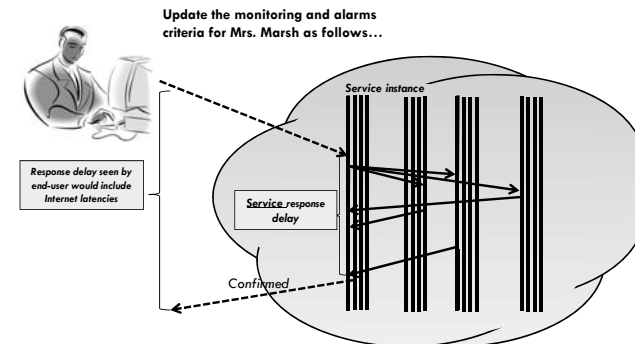 Update the monitoring and alarms
criteria for Mrs. Marsh as follows…
Service instance
Response delay seen by
end-user would include
Internet latencies
Service response
delay
Confirmed